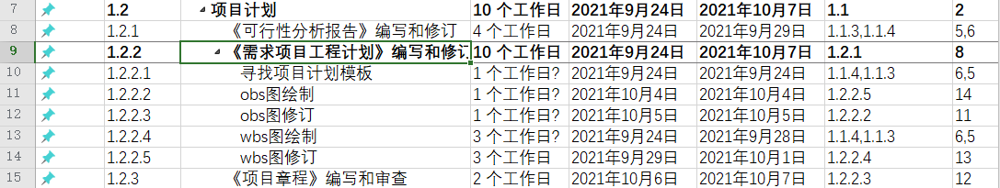 7 1.2 项目计划 10 个工作日 2021年9月24日 2021年10月7日 1.1 2
8 1.2.1 《可行性分析报告》编写和修订 4 个工作日 2021年9月24日 2021年9月29日 1.1.3,1.1.4 5,6
9 1.2.2 《需求项目工程计划》编写和修订 10 个工作日 2021年9月24日 2021年10月7日 1.2.1 8
10 1.2.2.1 寻找项目计划模板 1 个工作日? 2021年9月24日 2021年9月24日 1.1.4,1.1.3 6,5
11 1.2.2.2 obs图绘制 1 个工作日? 2021年10月4日 2021年10月4日 1.2.2.5 14
12 1.2.2.3 obs图修订 1 个工作日? 2021年10月5日 2021年10月5日 1.2.2.2 11
13 1.2.2.4 wbs图绘制 3 个工作日? 2021年9月24日 2021年9月28日 1.1.4,1.1.3 6,5
14 1.2.2.5 wbs图修订 3 个工作日 2021年9月29日 2021年10月1日 1.2.2.4 13
15 1.2.3 《项目章程》编写和审查 2 个工作日 2021年10月6日 2021年10月7日 1.2.2.3 12